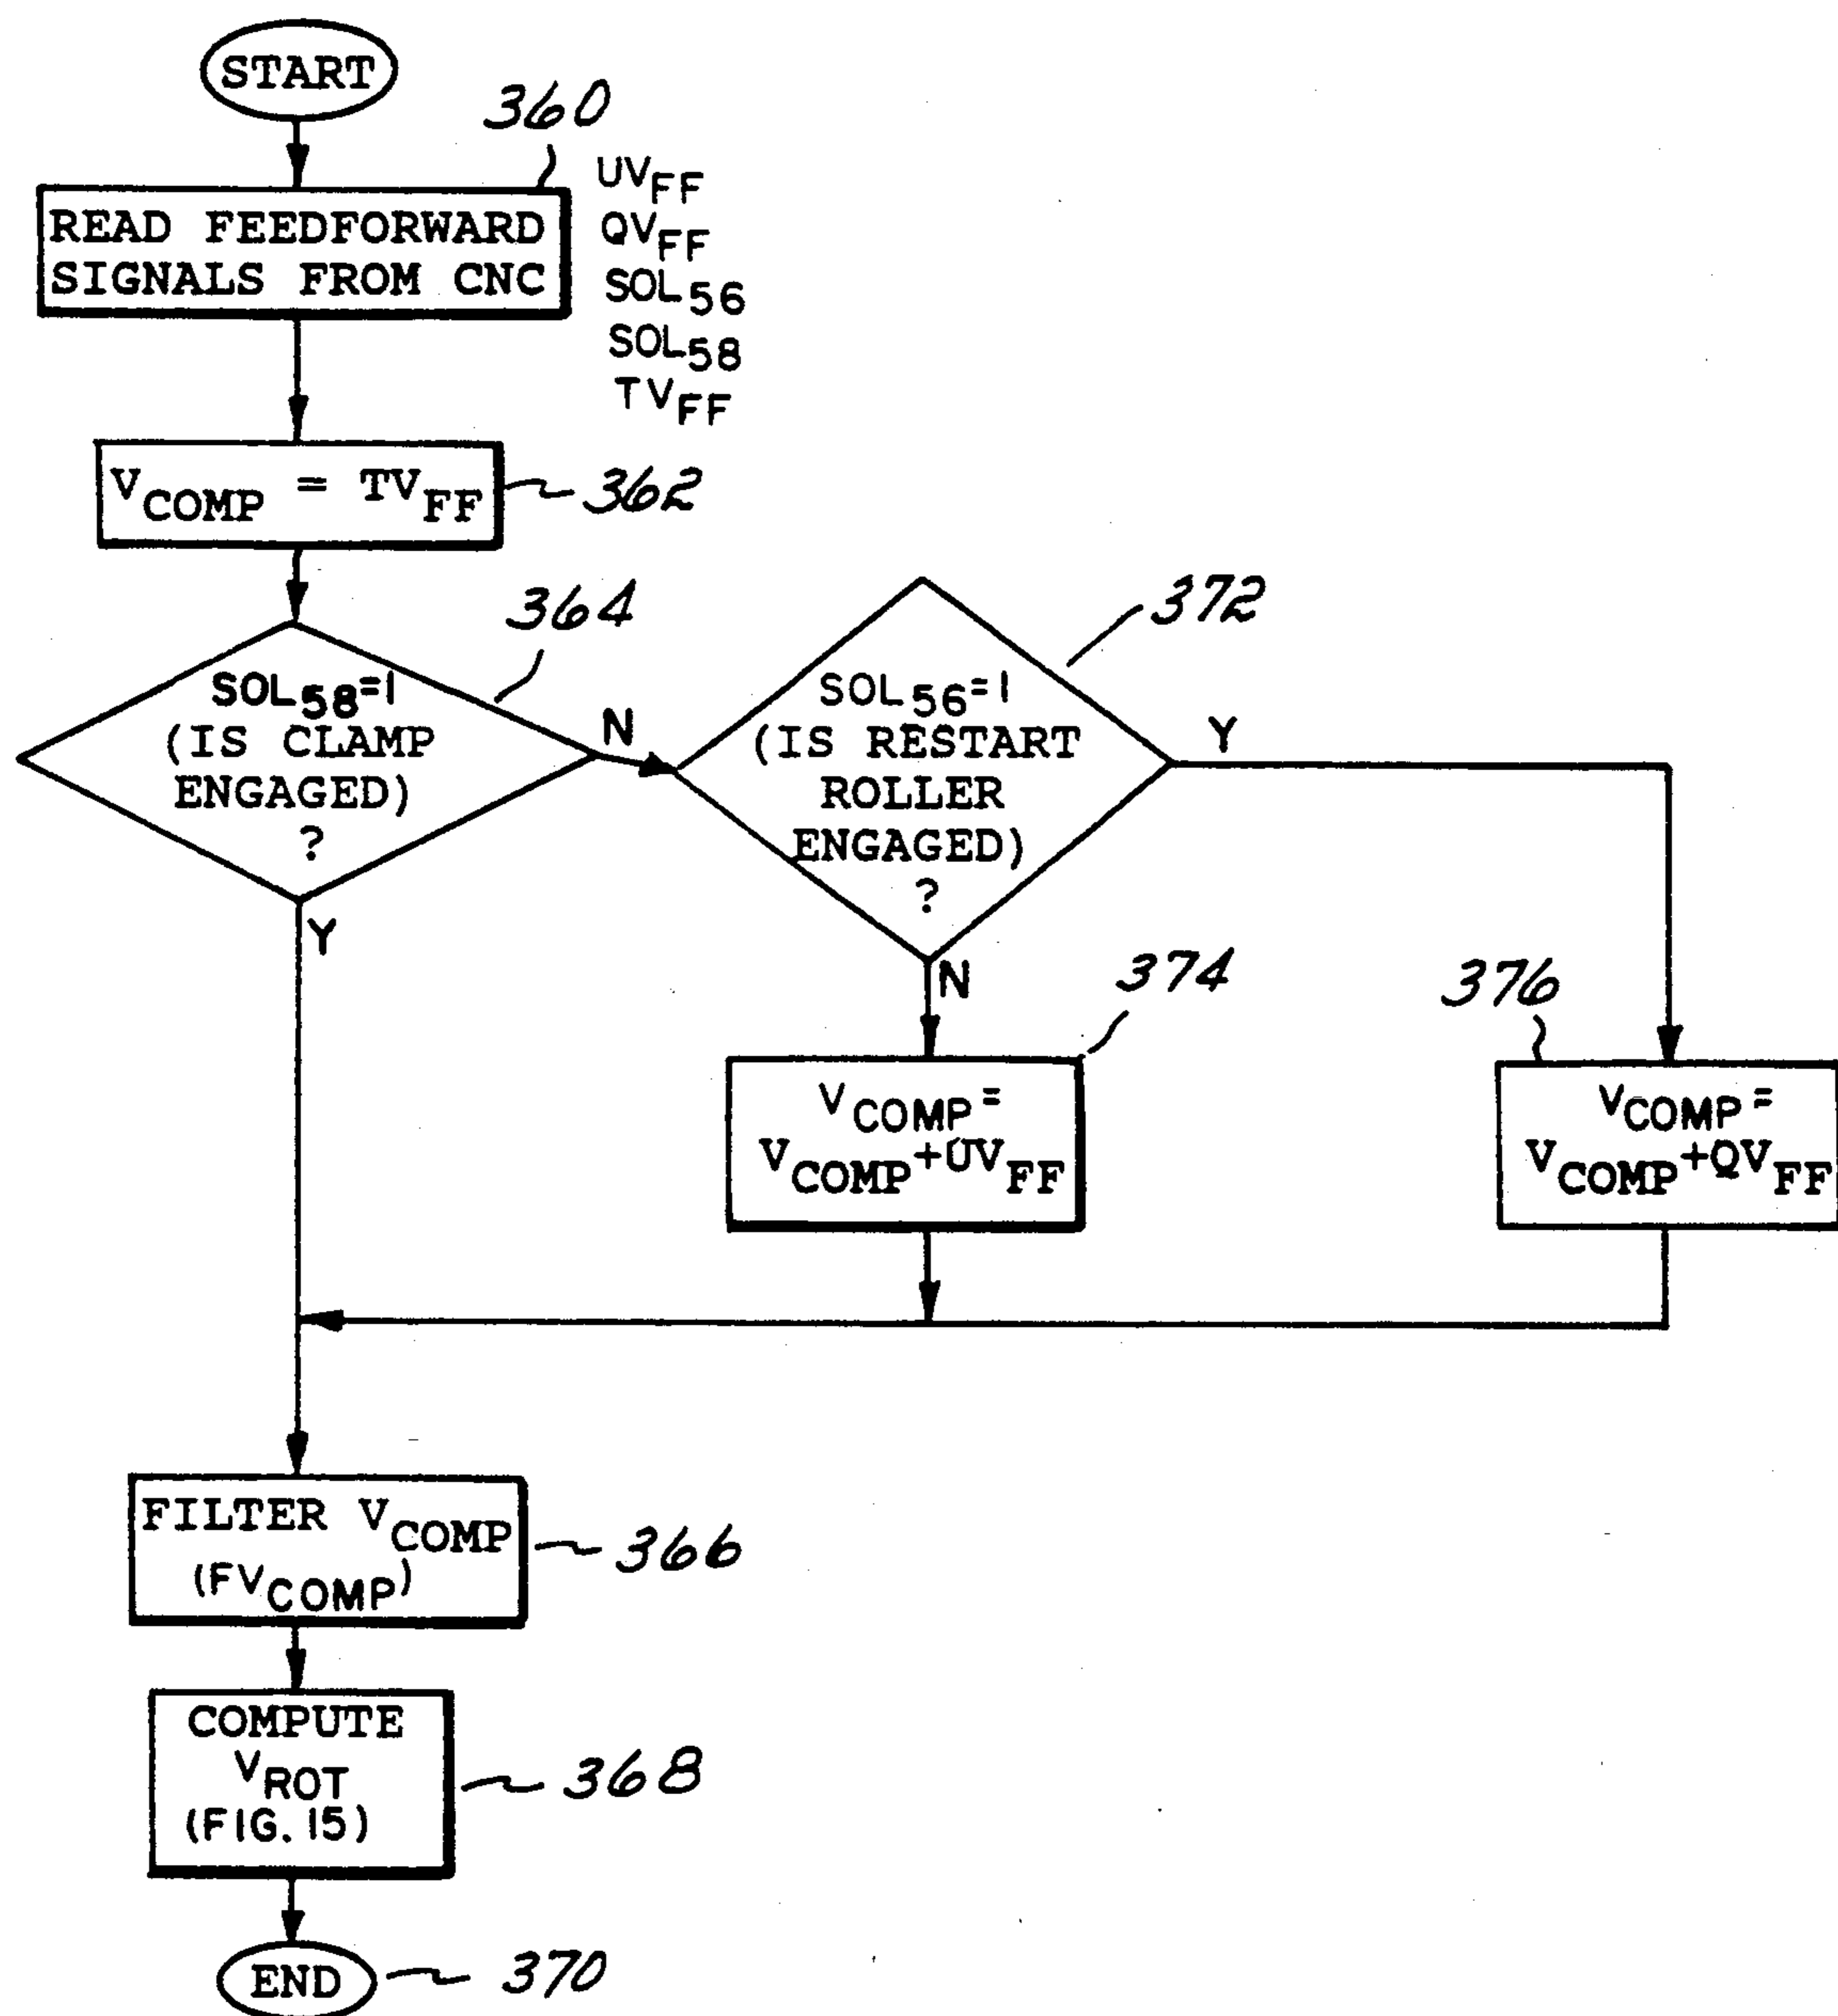 START
360
READ FEEDFORWARD
SIGNALS FROM CNC
UVFF
QVFF
SOL56
SOL58
TVFF
VCOMP = TVFF
362
364
SOL58=1
(IS CLAMP
ENGAGED)
?
N
Y
372
SOL56=1
(IS RESTART
ROLLER
ENGAGED)
?
Y
N
374
VCOMP=
VCOMP+UVFF
376
VCOMP=
VCOMP+QVFF
FILTER VCOMP
(FVCOMP)
366
COMPUTE
VROT
(FIG. 15)
368
END
370